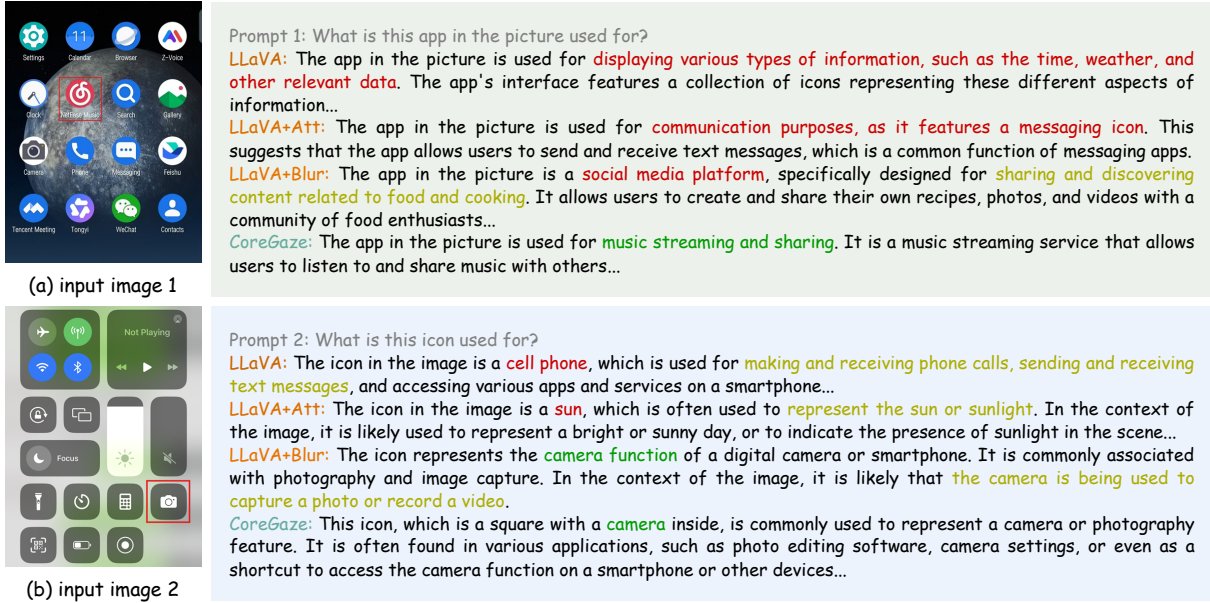 Settings
11
Calendar
Browser
Z-Voice
Clock
NetEase Music
Search
Gallery
Camera
Phone
Messaging
Feishu
Tencent Meeting
Tongyi
WeChat
Contacts
(a) input image 1
Prompt 1: What is this app in the picture used for?
LLaVA: The app in the picture is used for displaying various types of information, such as the time, weather, and
other relevant data. The app's interface features a collection of icons representing these different aspects of
information...
LLaVA+Att: The app in the picture is used for communication purposes, as it features a messaging icon. This
suggests that the app allows users to send and receive text messages, which is a common function of messaging apps.
LLaVA+Blur: The app in the picture is a social media platform, specifically designed for sharing and discovering
content related to food and cooking. It allows users to create and share their own recipes, photos, and videos with a
community of food enthusiasts...
CoreGaze: The app in the picture is used for music streaming and sharing. It is a music streaming service that allows
users to listen to and share music with others...
Not Playing
Focus
(b) input image 2
Prompt 2: What is this icon used for?
LLaVA: The icon in the image is a cell phone, which is used for making and receiving phone calls, sending and receiving
text messages, and accessing various apps and services on a smartphone...
LLaVA+Att: The icon in the image is a sun, which is often used to represent the sun or sunlight. In the context of
the image, it is likely used to represent a bright or sunny day, or to indicate the presence of sunlight in the scene...
LLaVA+Blur: The icon represents the camera function of a digital camera or smartphone. It is commonly associated
with photography and image capture. In the context of the image, it is likely that the camera is being used to
capture a photo or record a video.
CoreGaze: This icon, which is a square with a camera inside, is commonly used to represent a camera or photography
feature. It is often found in various applications, such as photo editing software, camera settings, or even as a
shortcut to access the camera function on a smartphone or other devices...